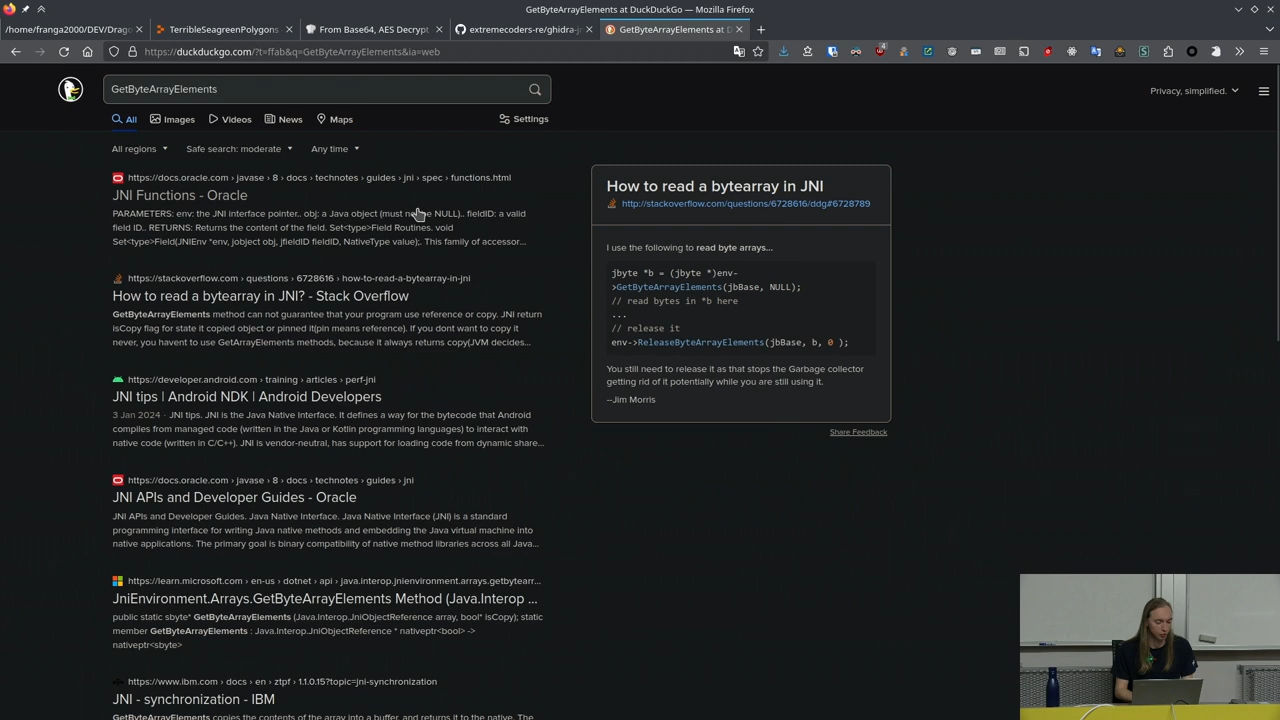 GetByteArrayElements at DuckDuckGo — Mozilla Firefox
/home/franga2000/DEV/Drago
TerribleSeagreenPolygons
From Base64, AES Decrypt
extremecoders-re/ghidra-j
GetByteArrayElements at D
https://duckduckgo.com/?t=ffab&q=GetByteArrayElements&ia=web
GetByteArrayElements
Privacy, simplified.
All
Images
Videos
News
Maps
Settings
All regions
Safe search: moderate
Any time
https://docs.oracle.com › javase › 8 › docs › technotes › guides › jni › spec › functions.html
JNI Functions - Oracle
PARAMETERS: env: the JNI interface pointer.. obj: a Java object (must not be NULL).. fieldID: a valid
field ID.. RETURNS: Returns the content of the field. Set<type>Field Routines. void
Set<type>Field(JNIEnv *env, jobject obj, jfieldID fieldID, NativeType value);. This family of accessor...
https://stackoverflow.com › questions › 6728616 › how-to-read-a-bytearray-in-jni
How to read a bytearray in JNI? - Stack Overflow
GetByteArrayElements method can not guarantee that your program use reference or copy. JNI return
isCopy flag for state it copied object or pinned it(pin means reference). If you dont want to copy it
never, you havent to use GetArrayElements methods, because it always returns copy(JVM decides...
https://developer.android.com › training › articles › perf-jni
JNI tips | Android NDK | Android Developers
3 Jan 2024 · JNI tips. JNI is the Java Native Interface. It defines a way for the bytecode that Android
compiles from managed code (written in the Java or Kotlin programming languages) to interact with
native code (written in C/C++). JNI is vendor-neutral, has support for loading code from dynamic share...
https://docs.oracle.com › javase › 8 › docs › technotes › guides › jni
JNI APIs and Developer Guides - Oracle
JNI APIs and Developer Guides. Java Native Interface. Java Native Interface (JNI) is a standard
programming interface for writing Java native methods and embedding the Java virtual machine into
native applications. The primary goal is binary compatibility of native method libraries across all Java...
https://learn.microsoft.com › en-us › dotnet › api › java.interop.jnienvironment.arrays.getbytearr...
JniEnvironment.Arrays.GetByteArrayElements Method (Java.Interop ...
public static sbyte* GetByteArrayElements (Java.Interop.JniObjectReference array, bool* isCopy); static
member GetByteArrayElements : Java.Interop.JniObjectReference * nativeptr<bool> ->
nativeptr<sbyte>
https://www.ibm.com › docs › en › ztpf › 1.1.0.15?topic=jni-synchronization
JNI - synchronization - IBM
GetByteArrayElements copies the contents of the array into a buffer, and returns it to the native. The
How to read a bytearray in JNI
http://stackoverflow.com/questions/6728616/ddg#6728789
I use the following to read byte arrays...
jbyte *b = (jbyte *)env-
>GetByteArrayElements(jbBase, NULL);
// read bytes in *b here
...
// release it
env->ReleaseByteArrayElements(jbBase, b, 0 );
You still need to release it as that stops the Garbage collector
getting rid of it potentially while you are still using it.
--Jim Morris
Share Feedback